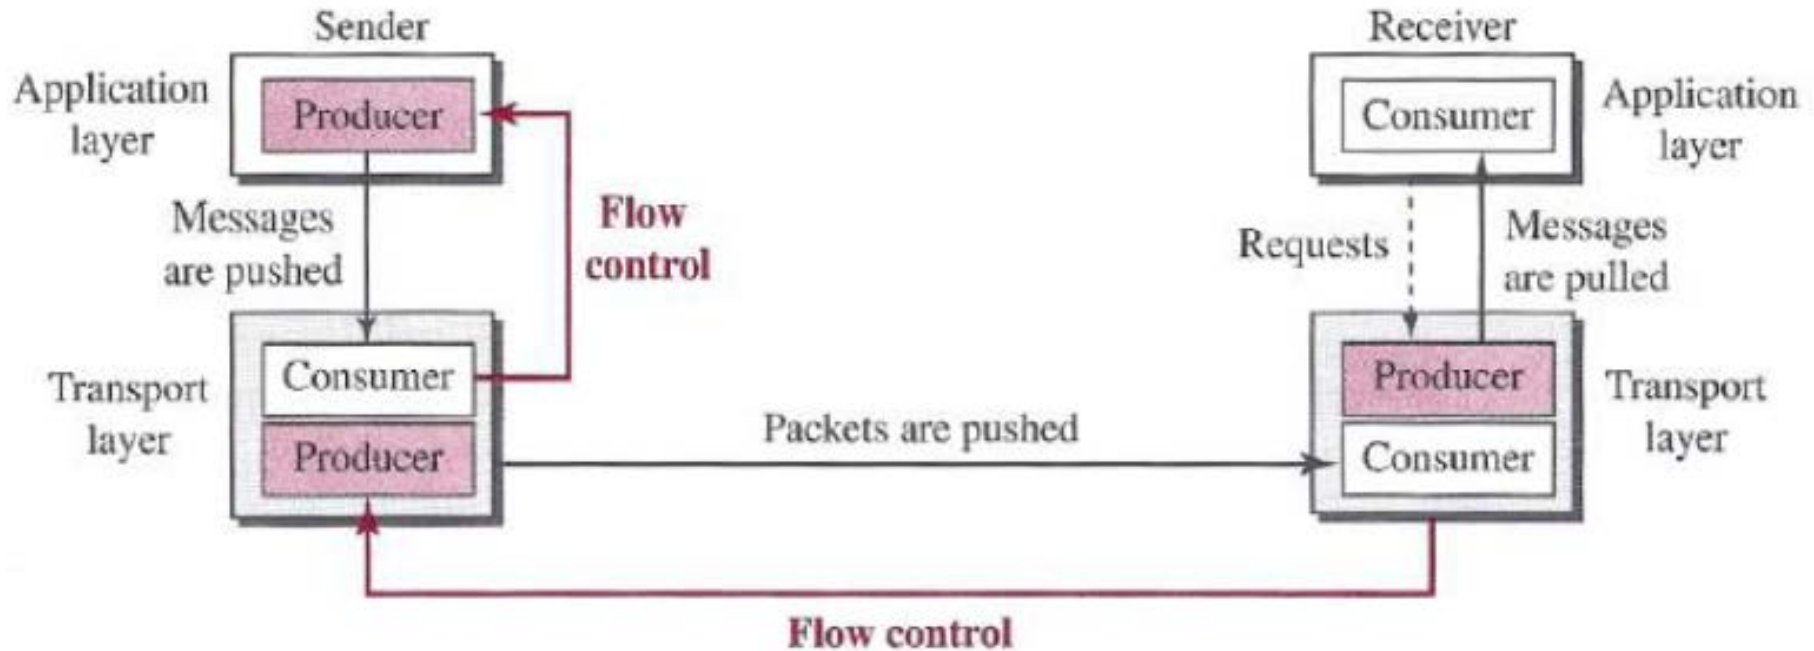 Sender
Receiver
Application
layer
Producer
Consumer
Application
layer
Messages
are pushed
Flow
control
Requests
Messages
are pulled
Transport
layer
Consumer
Producer
Packets are pushed
Producer
Consumer
Transport
layer
Flow control